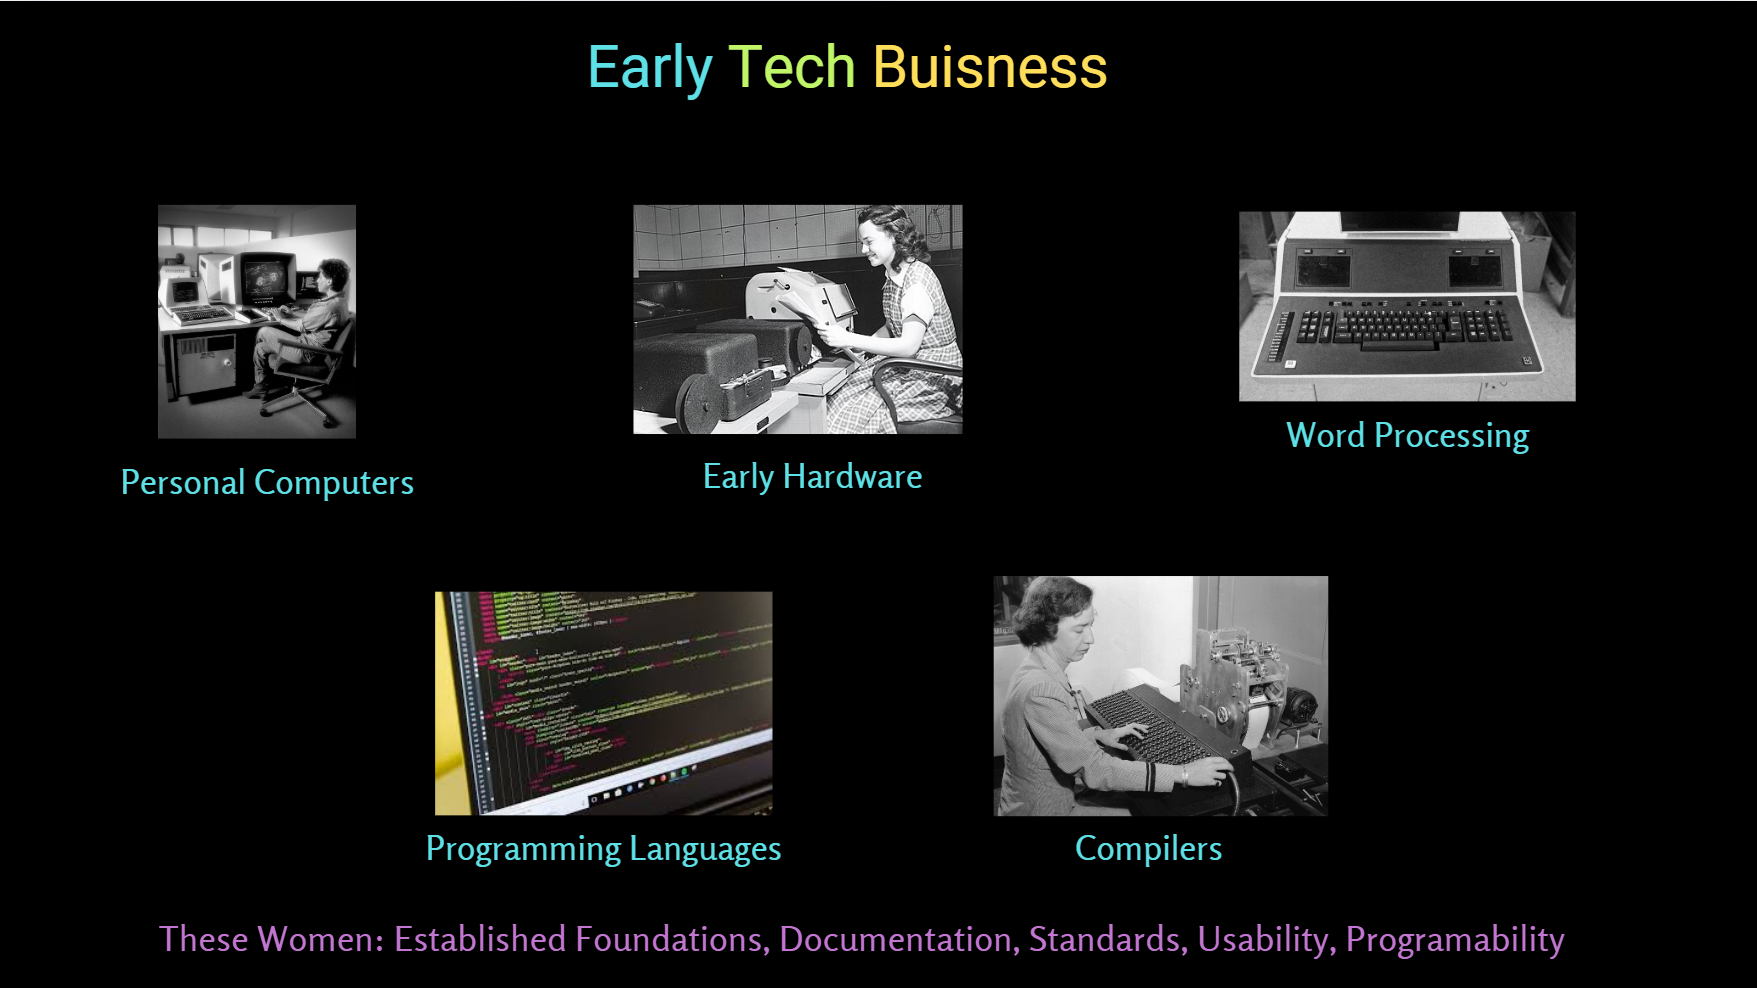 Early Tech Buisness
Personal Computers
Early Hardware
Word Processing
Programming Languages
Compilers
These Women: Established Foundations, Documentation, Standards, Usability, Programability